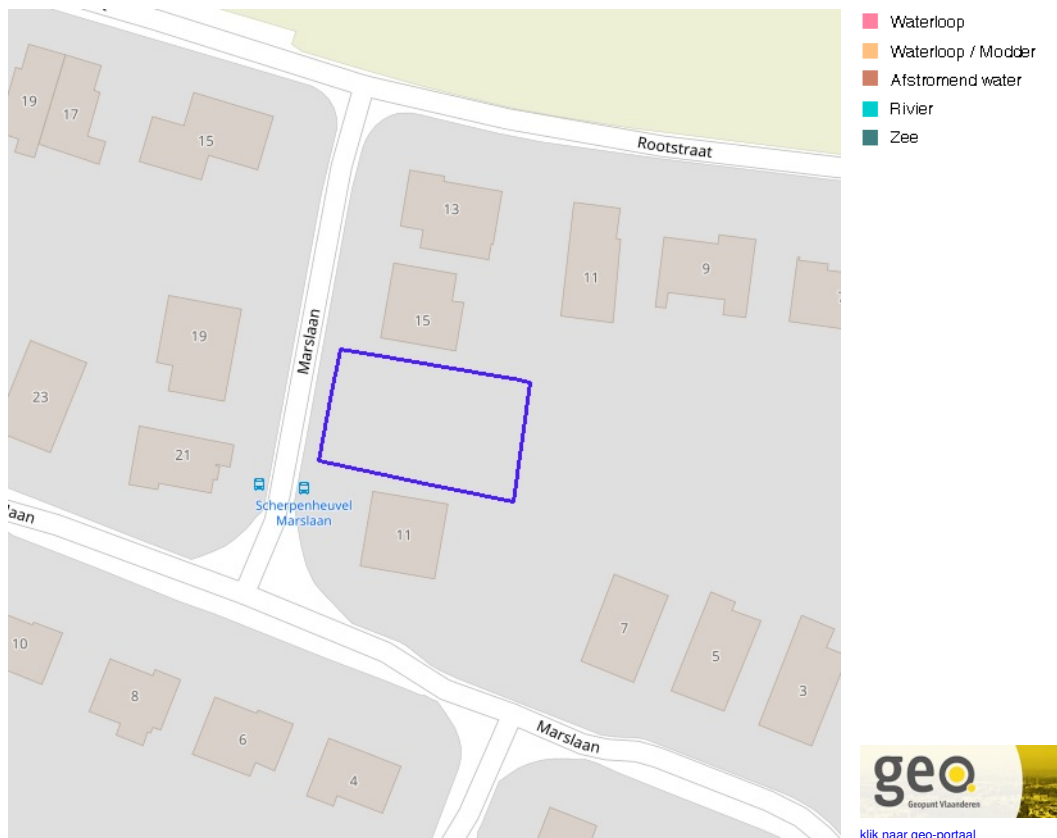 Waterloop
Waterloop / Modder
Afstromend water
Rivier
Zee
19
17
15
Rootstraat
13
11
9
15
Marslaan
19
23
21
Scherpenheuvel
Marslaan
laan
11
7
5
3
10
8
6
4
Marslaan
geo.
Geopunt Vlaanderen
klik naar geo-portaal